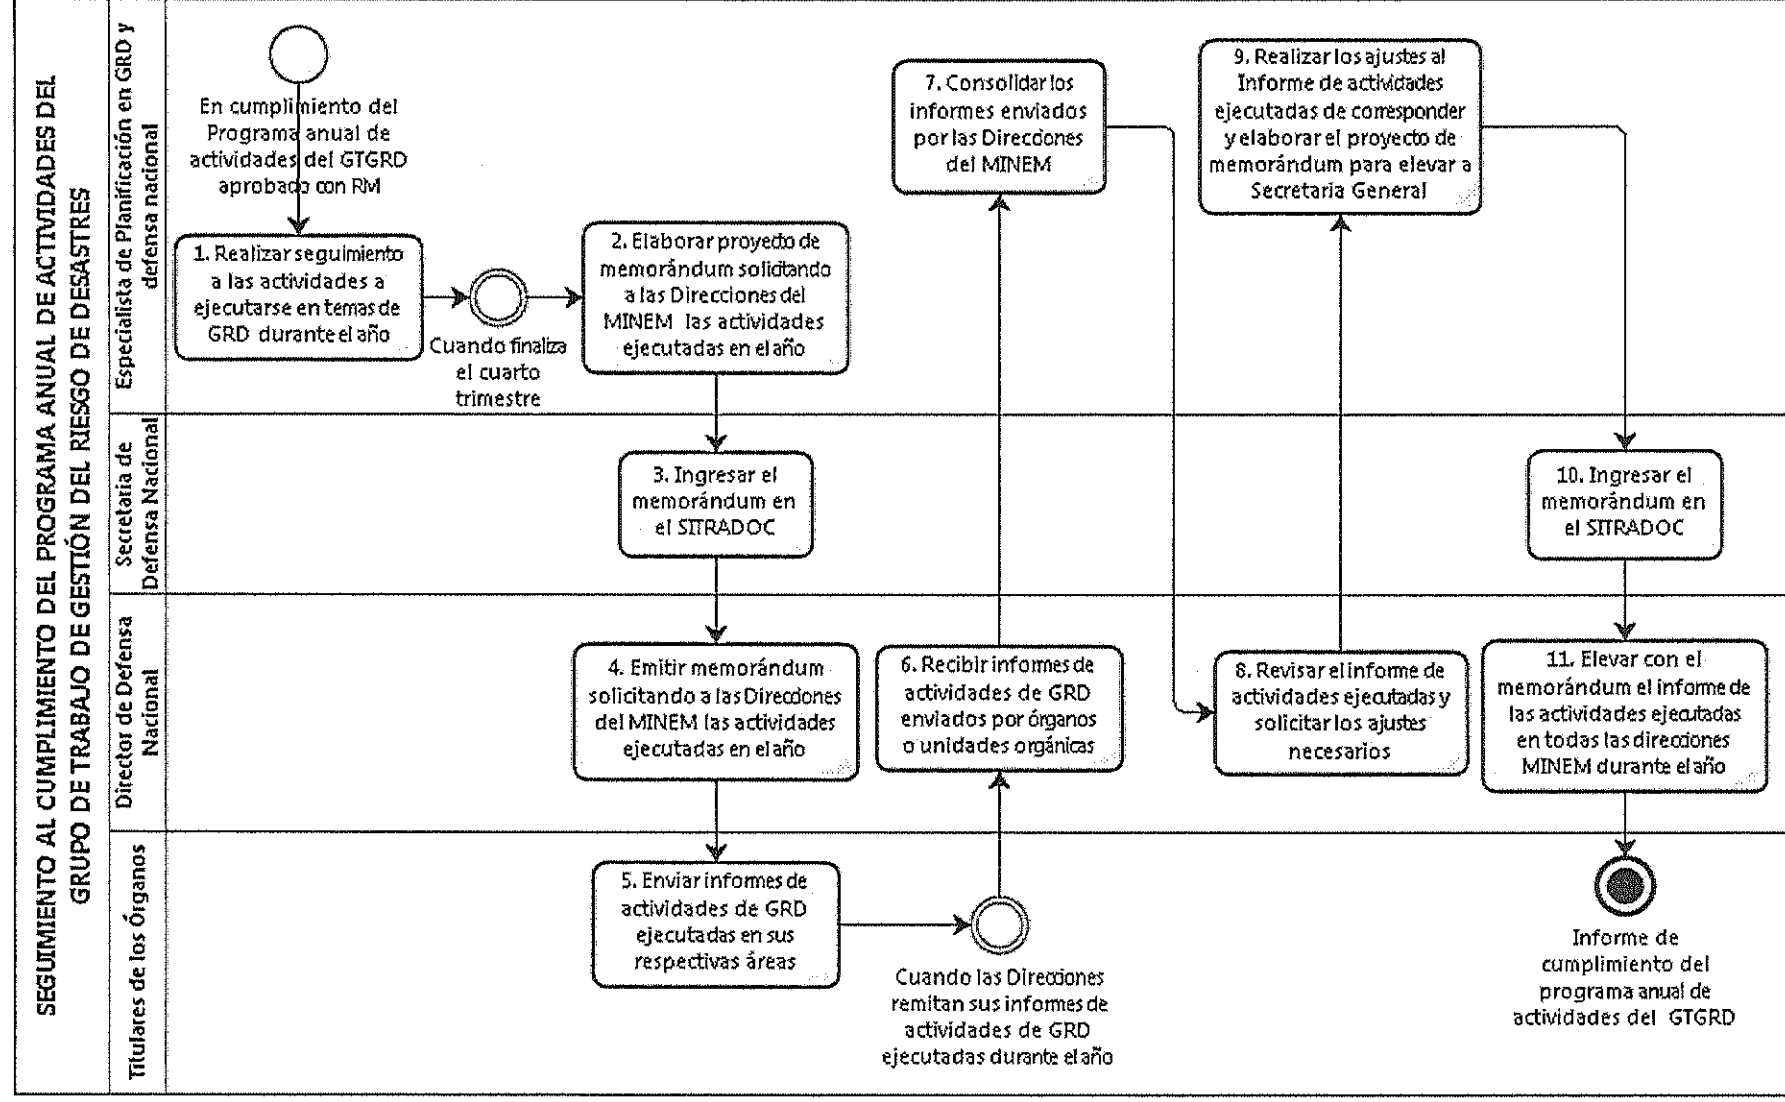 SEGUIMIENTO AL CUMPLIMIENTO DEL PROGRAMA ANUAL DE ACTIVIDADES DEL
GRUPO DE TRABAJO DE GESTIÓN DEL RIESGO DE DESASTRES
Especialista de Planificación en GRD y
defensa nacional
En cumplimiento del
Programa anual de
actividades del GTGRD
aprobado con RM
1. Realizar seguimiento
a las actividades a
ejecutarse en temas de
GRD durante el año
Cuando finaliza
el cuarto
trimestre
2. Elaborar proyecto de
memorándum solicitando
a las Direcciones del
MINEM las actividades
ejecutadas en el año
7. Consolidar los
informes enviados
por las Direcciones
del MINEM
9. Realizar los ajustes al
Informe de actividades
ejecutadas de corresponder
y elaborar el proyecto de
memorándum para elevar a
Secretaria General
Secretaria de
Defensa Nacional
3. Ingresar el
memorándum en
el SITRADOC
10. Ingresar el
memorándum en
el SITRADOC
Director de Defensa
Nacional
4. Emitir memorándum
solicitando a las Direcciones
del MINEM las actividades
ejecutadas en el año
6. Recibir informes de
actividades de GRD
enviados por órganos
o unidades orgánicas
8. Revisar el informe de
actividades ejecutadas y
solicitar los ajustes
necesarios
11. Elevar con el
memorándum el informe de
las actividades ejecutadas
en todas las direcciones
MINEM durante el año
Titulares de los Órganos
5. Enviar informes de
actividades de GRD
ejecutadas en sus
respectivas áreas
Cuando las Direcciones
remitan sus informes de
actividades de GRD
ejecutadas durante el año
Informe de
cumplimiento del
programa anual de
actividades del GTGRD